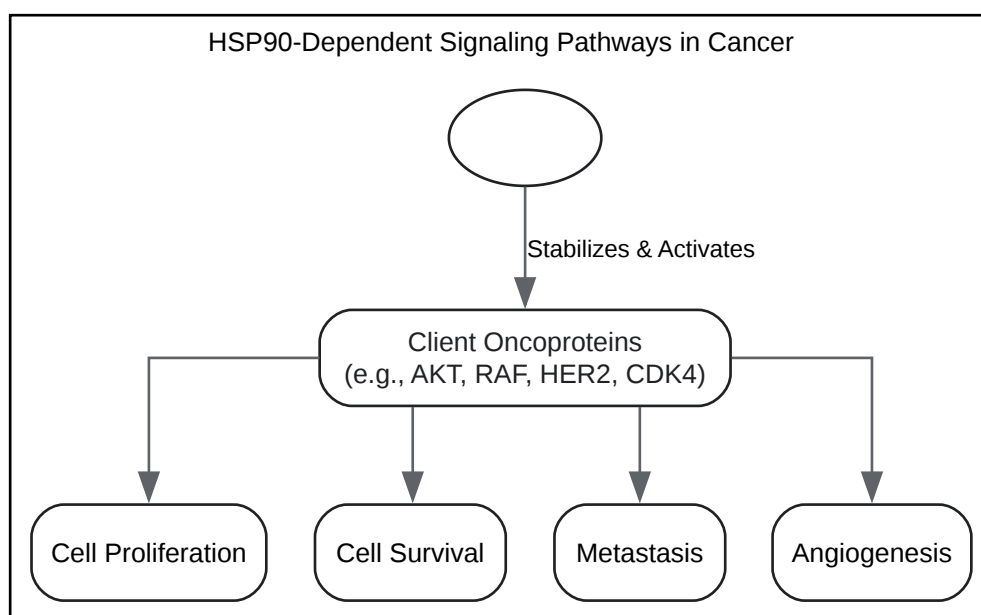 HSP90-Dependent Signaling Pathways in Cancer
Stabilizes & Activates
Client Oncoproteins
(e.g., AKT, RAF, HER2, CDK4)
Cell Proliferation
Cell Survival
Metastasis
Angiogenesis